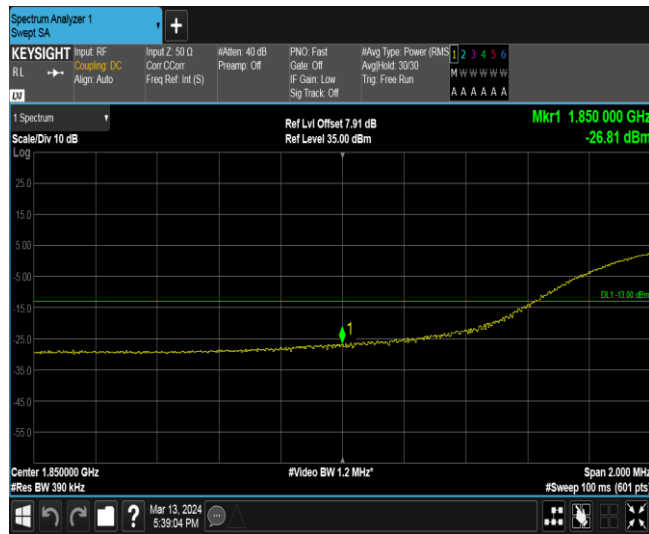 Spectrum Analyzer 1
Swept SA
+
KEYSIGHT Input: RF Input Z: 50 Ω #Atten: 40 dB PNO: Fast #Avg Type: Power (RMS 1 2 3 4 5 6
RL Coupling: DC Corr CCorr Preamp: Off Gate: Off Avg|Hold: 30/30 M W W W W W
Align: Auto Freq Ref: Int (S) IF Gain: Low Trig: Free Run
LXI Sig Track: Off A A A A A A
1 Spectrum Ref Lvl Offset 7.91 dB Mkr1 1.850 000 GHz
Scale/Div 10 dB Ref Level 35.00 dBm -26.81 dBm
Log
25.0
15.0
5.00
-5.00
DL1 -13.00 dBm
-15.0
1
-25.0
-35.0
-45.0
-55.0
Center 1.850000 GHz #Video BW 1.2 MHz* Span 2.000 MHz
#Res BW 390 kHz #Sweep 100 ms (601 pts
? Mar 13, 2024
5:39:04 PM